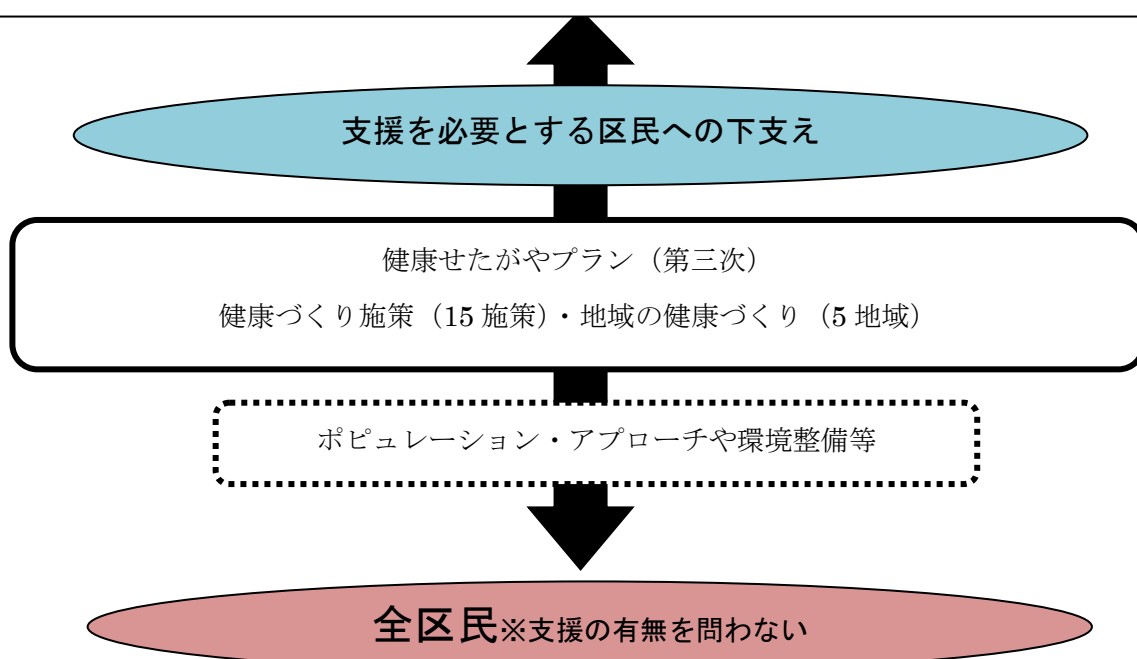 支援を必要とする区民への下支え
健康せたがやプラン（第三次）
健康づくり施策（15 施策）・地域の健康づくり（5 地域）
ポピュレーション・アプローチや環境整備等
全区民※支援の有無を問わない